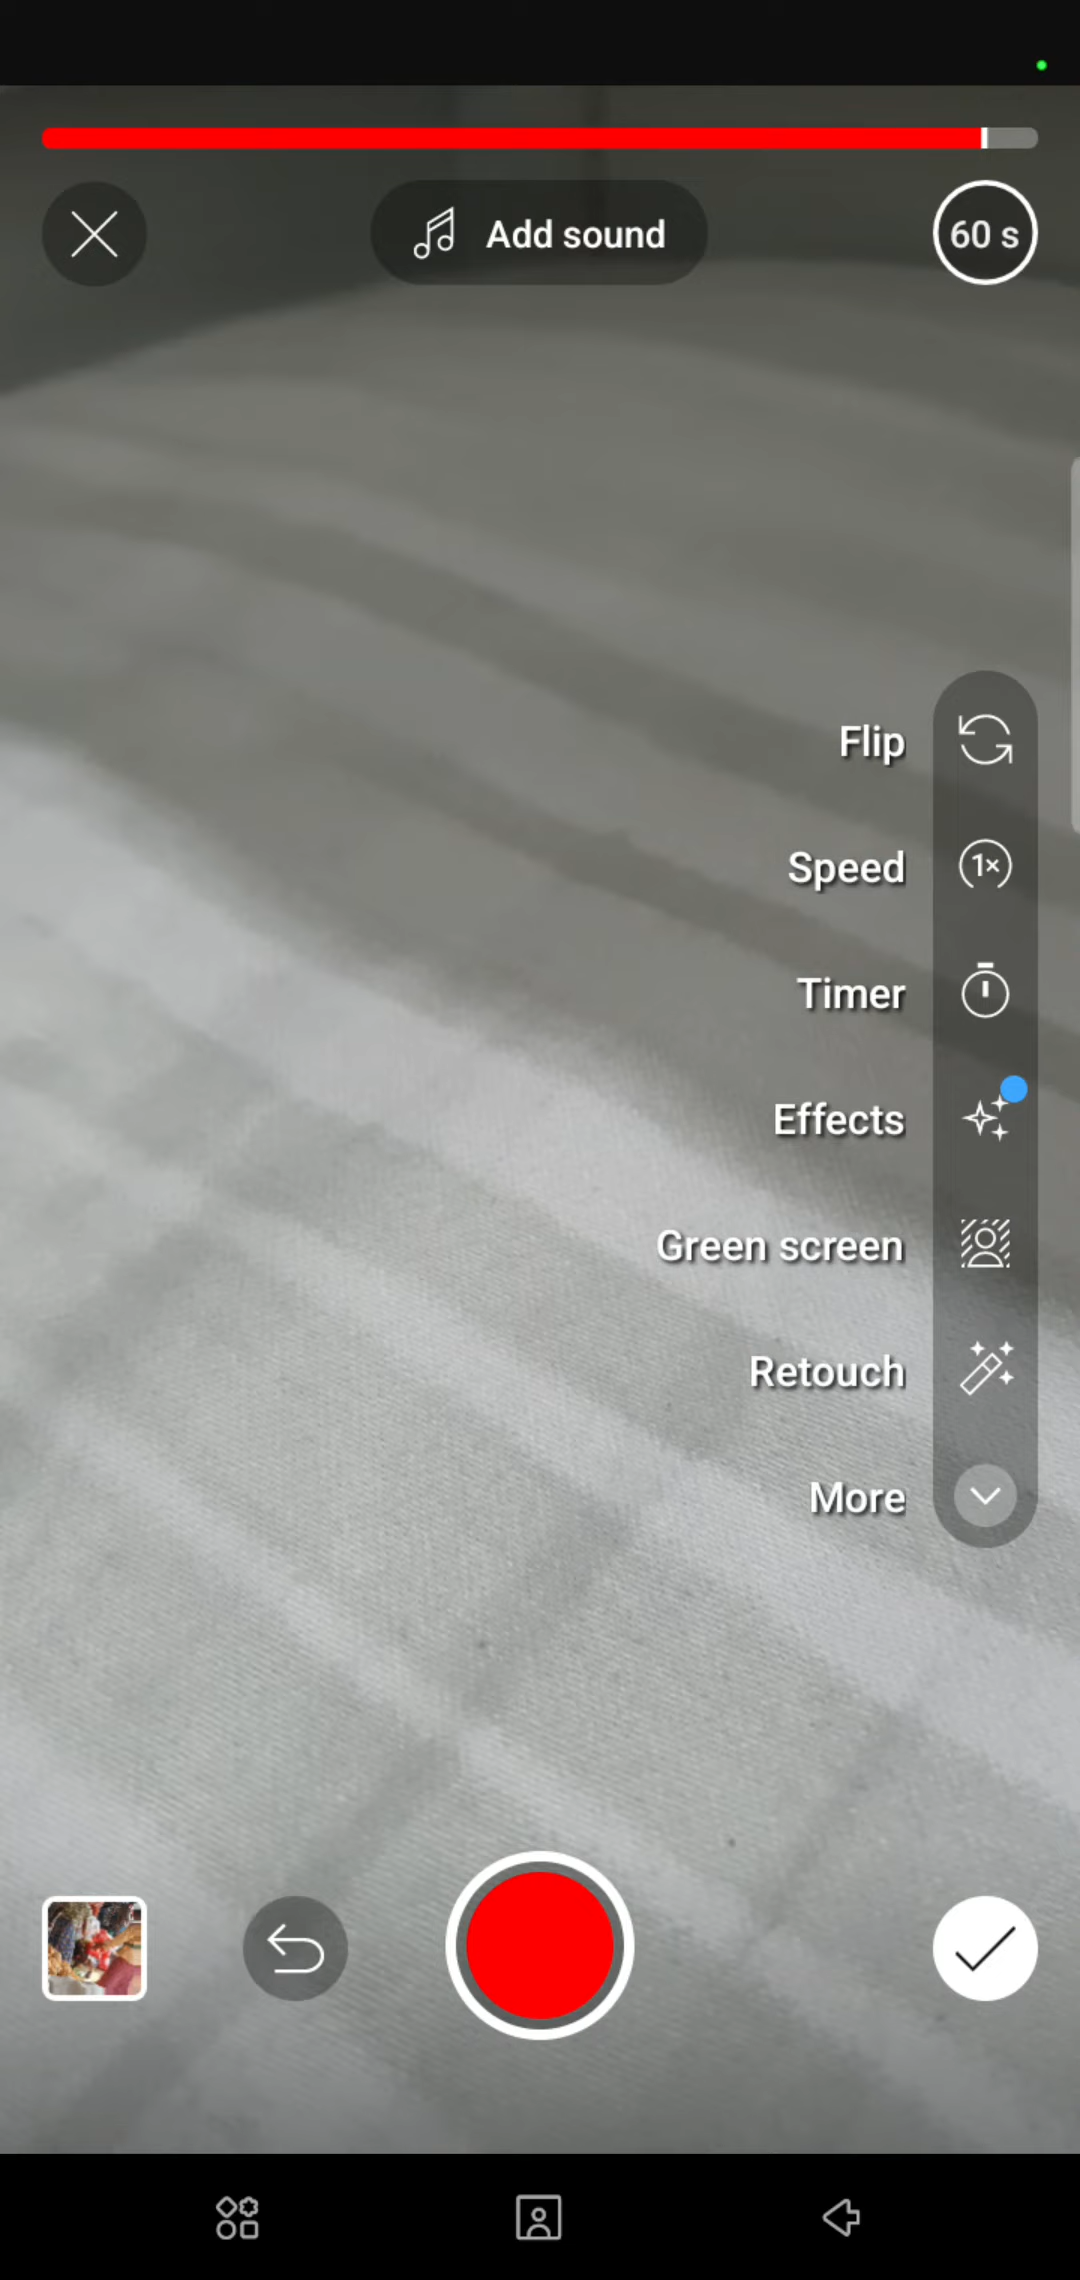 Add sound
60 s
Flip
Speed
1×
Timer
Effects
Green screen
Retouch
More